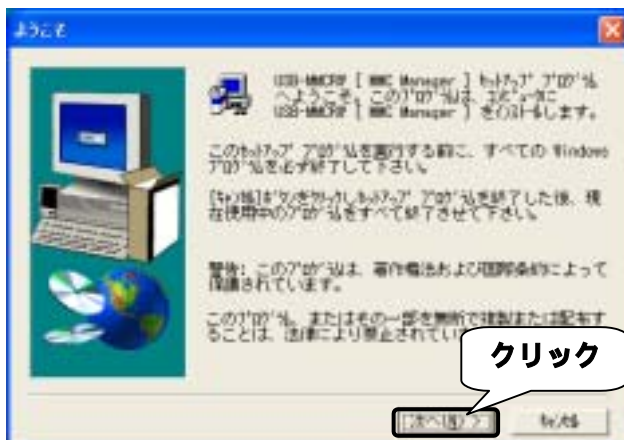 ようこそ
USB-MMCRW [ MMC Manager ] ｾｯﾄｱｯﾌﾟ ﾌﾟﾛｸﾞﾗﾑ
へようこそ。このﾌﾟﾛｸﾞﾗﾑは、ｺﾝﾋﾟｭｰﾀに
USB-MMCRW [ MMC Manager ] をｲﾝｽﾄｰﾙします。
このｾｯﾄｱｯﾌﾟ ﾌﾟﾛｸﾞﾗﾑを実行する前に、すべての Windows
ﾌﾟﾛｸﾞﾗﾑを必ず終了して下さい。
[ｷｬﾝｾﾙ]ﾎﾞﾀﾝをｸﾘｯｸしｾｯﾄｱｯﾌﾟ ﾌﾟﾛｸﾞﾗﾑを終了した後、現
在使用中のﾌﾟﾛｸﾞﾗﾑをすべて終了させて下さい。
警告: このﾌﾟﾛｸﾞﾗﾑは、著作権法および国際条約によって
保護されています。
このﾌﾟﾛｸﾞﾗﾑ、またはその一部を無断で複製または配布す
ることは、法律により禁止されてい
クリック
次へ(N) >
ｷｬﾝｾﾙ